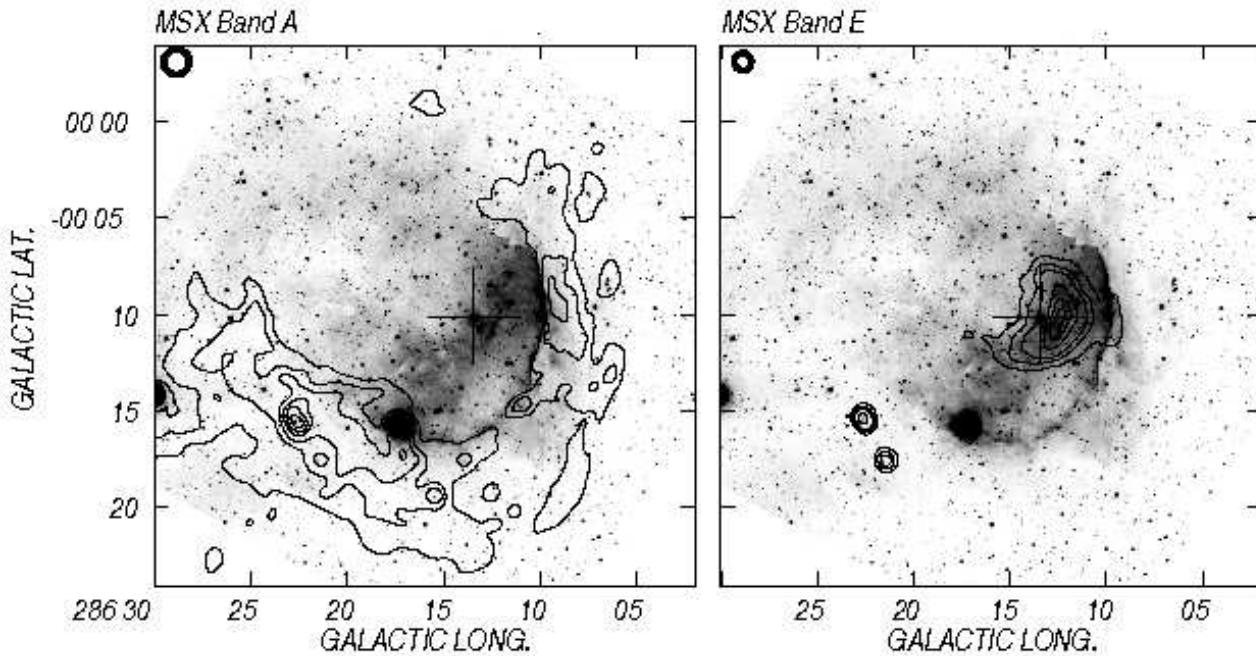 MSX Band A
MSX Band E
GALACTIC LAT.
00 00
-00 05
10
15
20
286 30 25 20 15 10 05
25 20 15 10 05
GALACTIC LONG.
GALACTIC LONG.